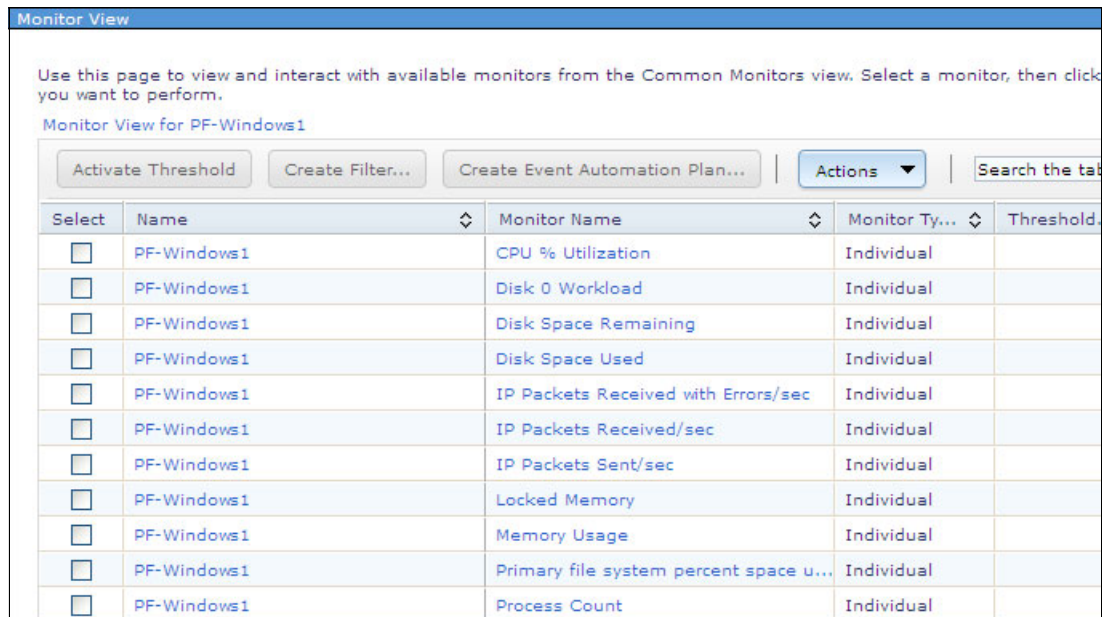 Monitor View
Use this page to view and interact with available monitors from the Common Monitors view. Select a monitor, then click
you want to perform.
Monitor View for PF-Windows1
Activate Threshold Create Filter... Create Event Automation Plan... Actions Search the tab
Select Name Monitor Name Monitor Ty... Threshold.
PF-Windows1 CPU % Utilization Individual
PF-Windows1 Disk 0 Workload Individual
PF-Windows1 Disk Space Remaining Individual
PF-Windows1 Disk Space Used Individual
PF-Windows1 IP Packets Received with Errors/sec Individual
PF-Windows1 IP Packets Received/sec Individual
PF-Windows1 IP Packets Sent/sec Individual
PF-Windows1 Locked Memory Individual
PF-Windows1 Memory Usage Individual
PF-Windows1 Primary file system percent space u... Individual
PF-Windows1 Process Count Individual